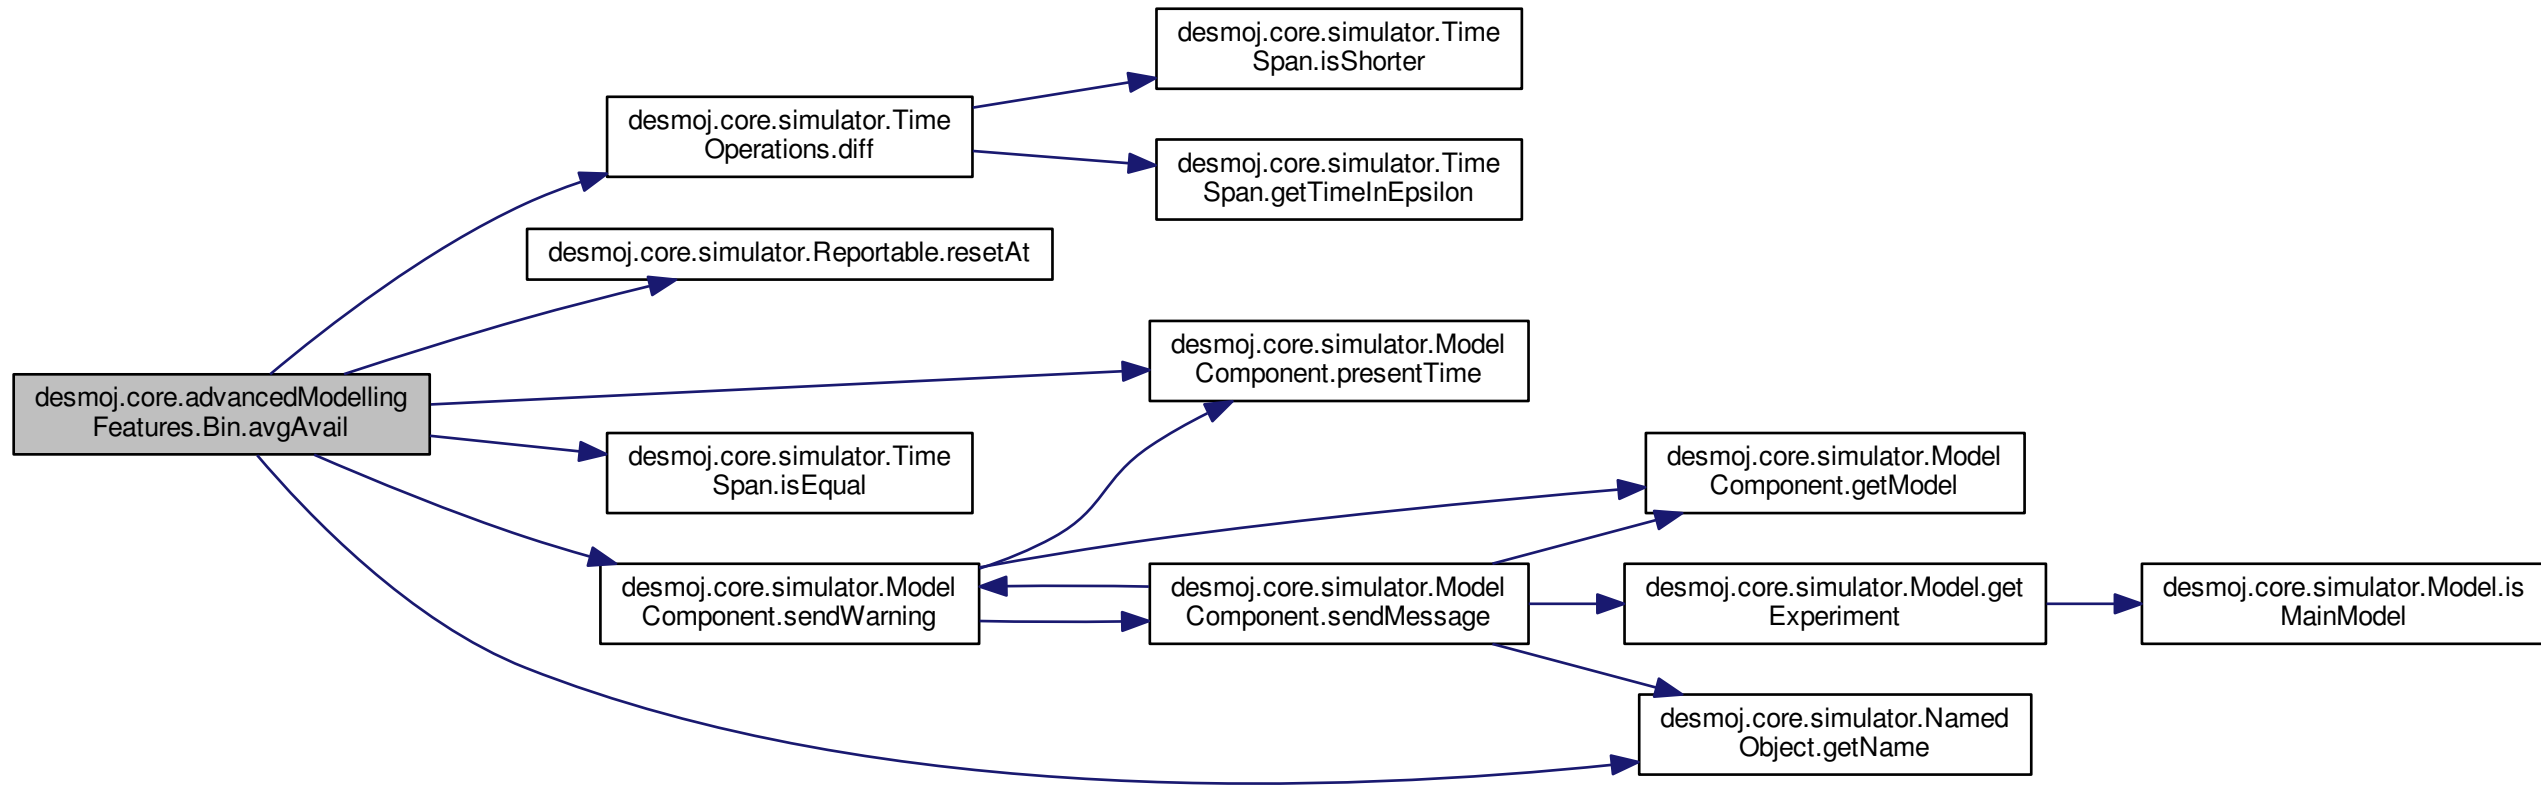 desmoj.core.simulator.Time
Span.isShorter
desmoj.core.simulator.Time
Operations.diff
desmoj.core.simulator.Time
Span.getTimeInEpsilon
desmoj.core.simulator.Reportable.resetAt
desmoj.core.simulator.Model
Component.presentTime
desmoj.core.advancedModelling
Features.Bin.avgAvail
desmoj.core.simulator.Time
Span.isEqual
desmoj.core.simulator.Model
Component.getModel
desmoj.core.simulator.Model
Component.sendWarning
desmoj.core.simulator.Model
Component.sendMessage
desmoj.core.simulator.Model.get
Experiment
desmoj.core.simulator.Model.is
MainModel
desmoj.core.simulator.Named
Object.getName